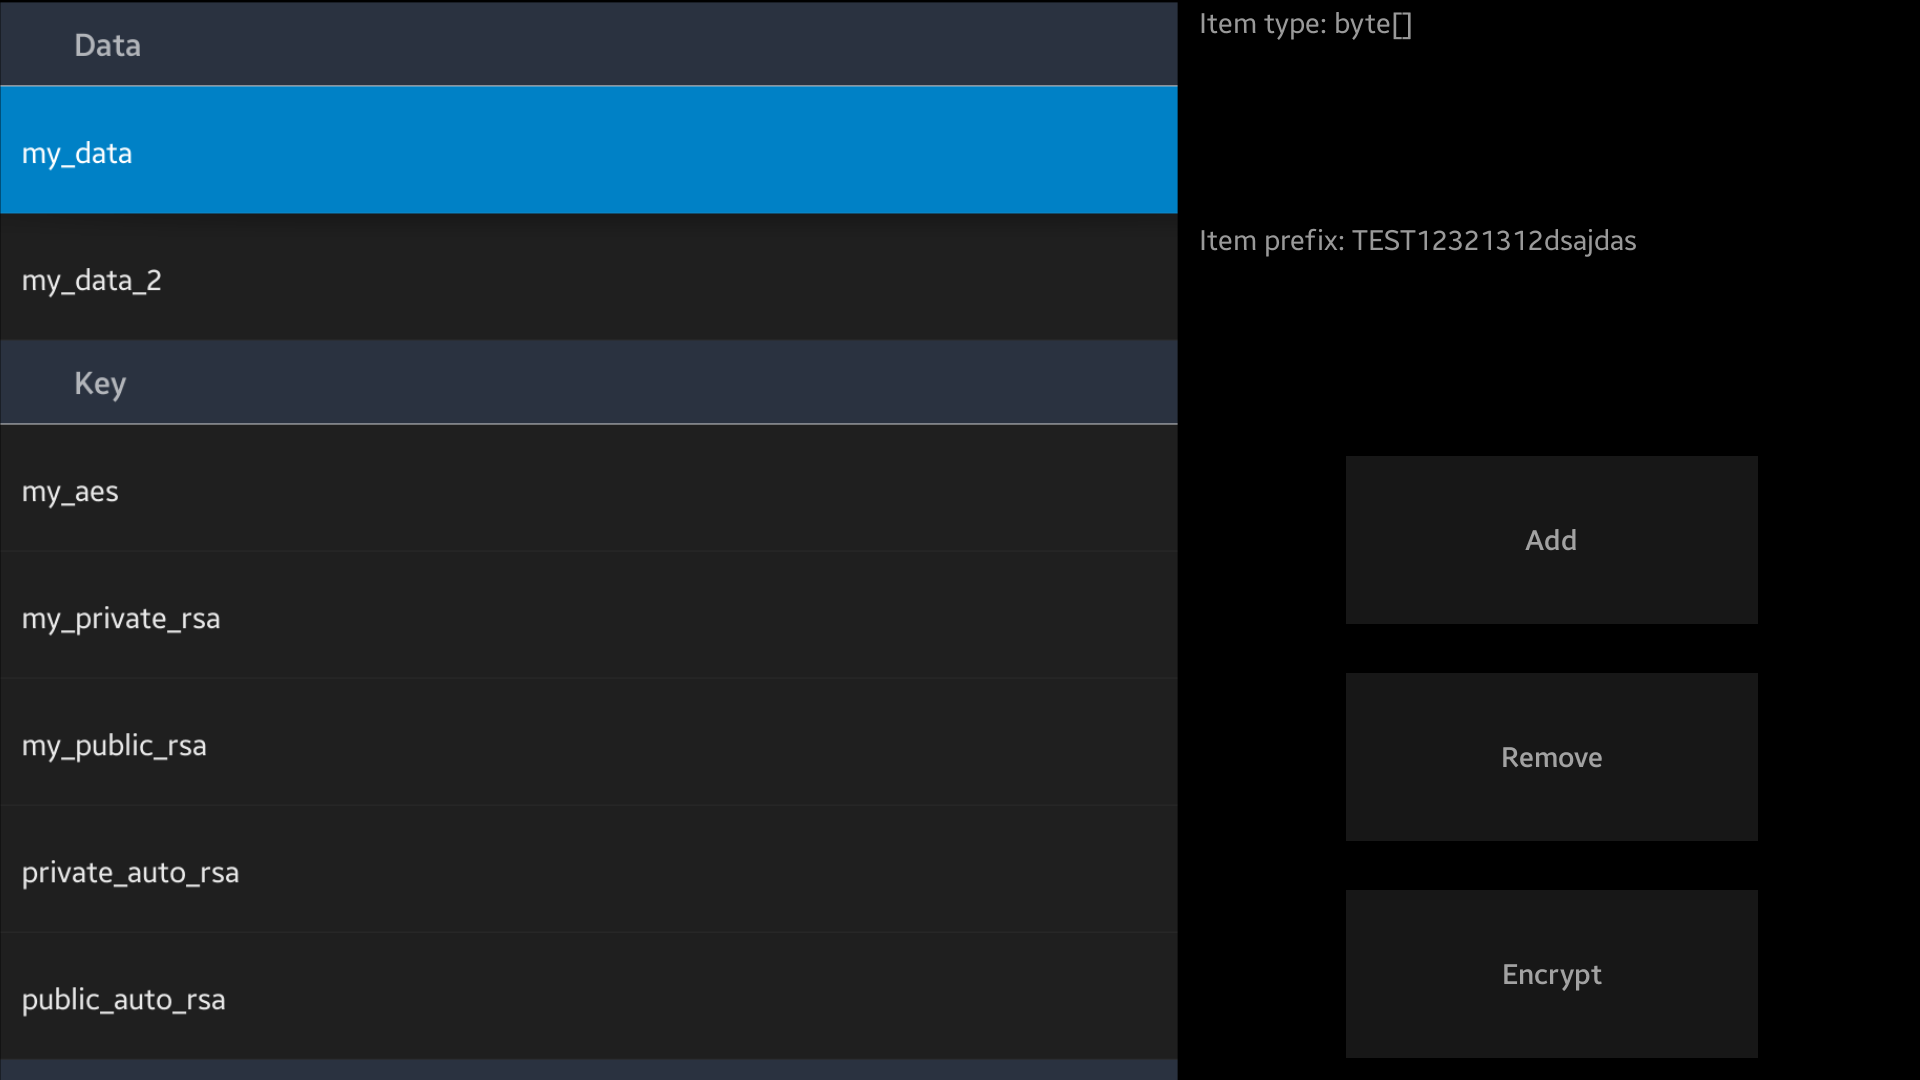 Data
my_data
my_data_2
Key
my_aes
my_private_rsa
my_public_rsa
private_auto_rsa
public_auto_rsa
Item type: byte[]
Item prefix: TEST12321312dsajdas
Add
Remove
Encrypt